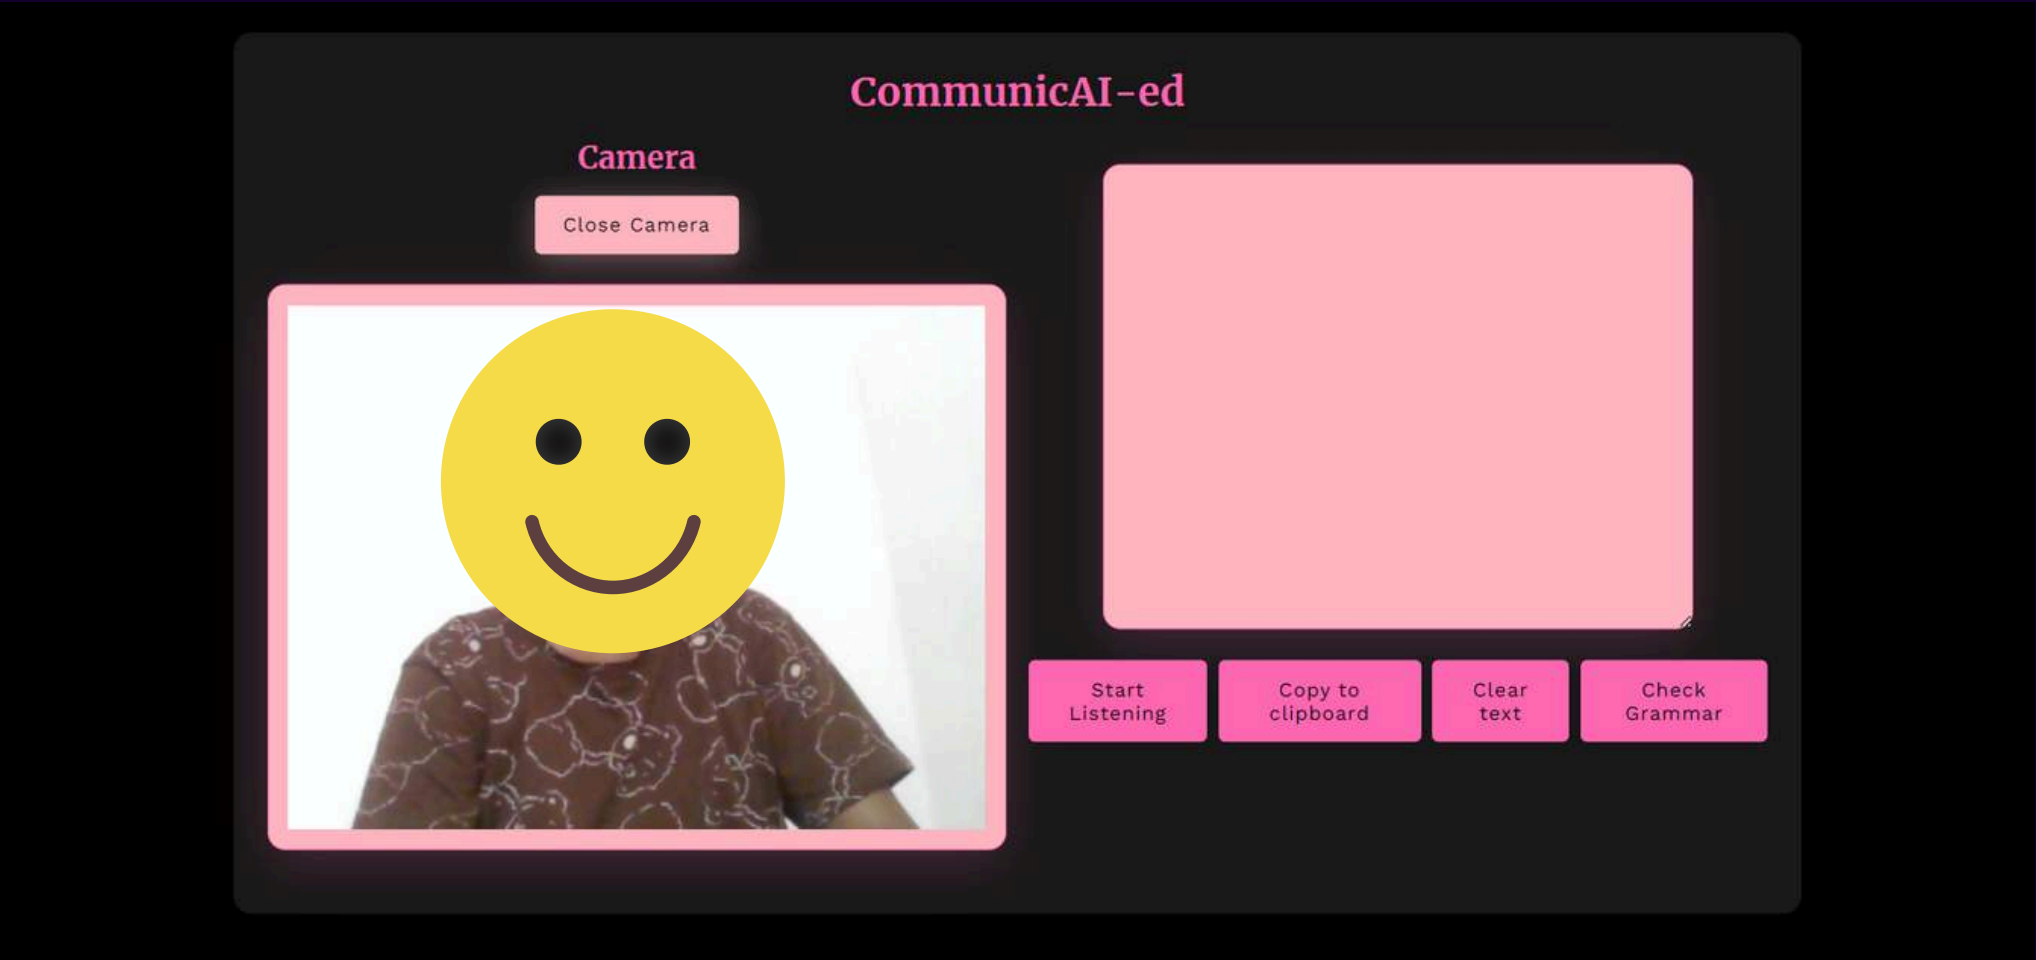 CommunicAI-ed
Camera
Close Camera
Start
Listening
Copy to
clipboard
Clear
text
Check
Grammar